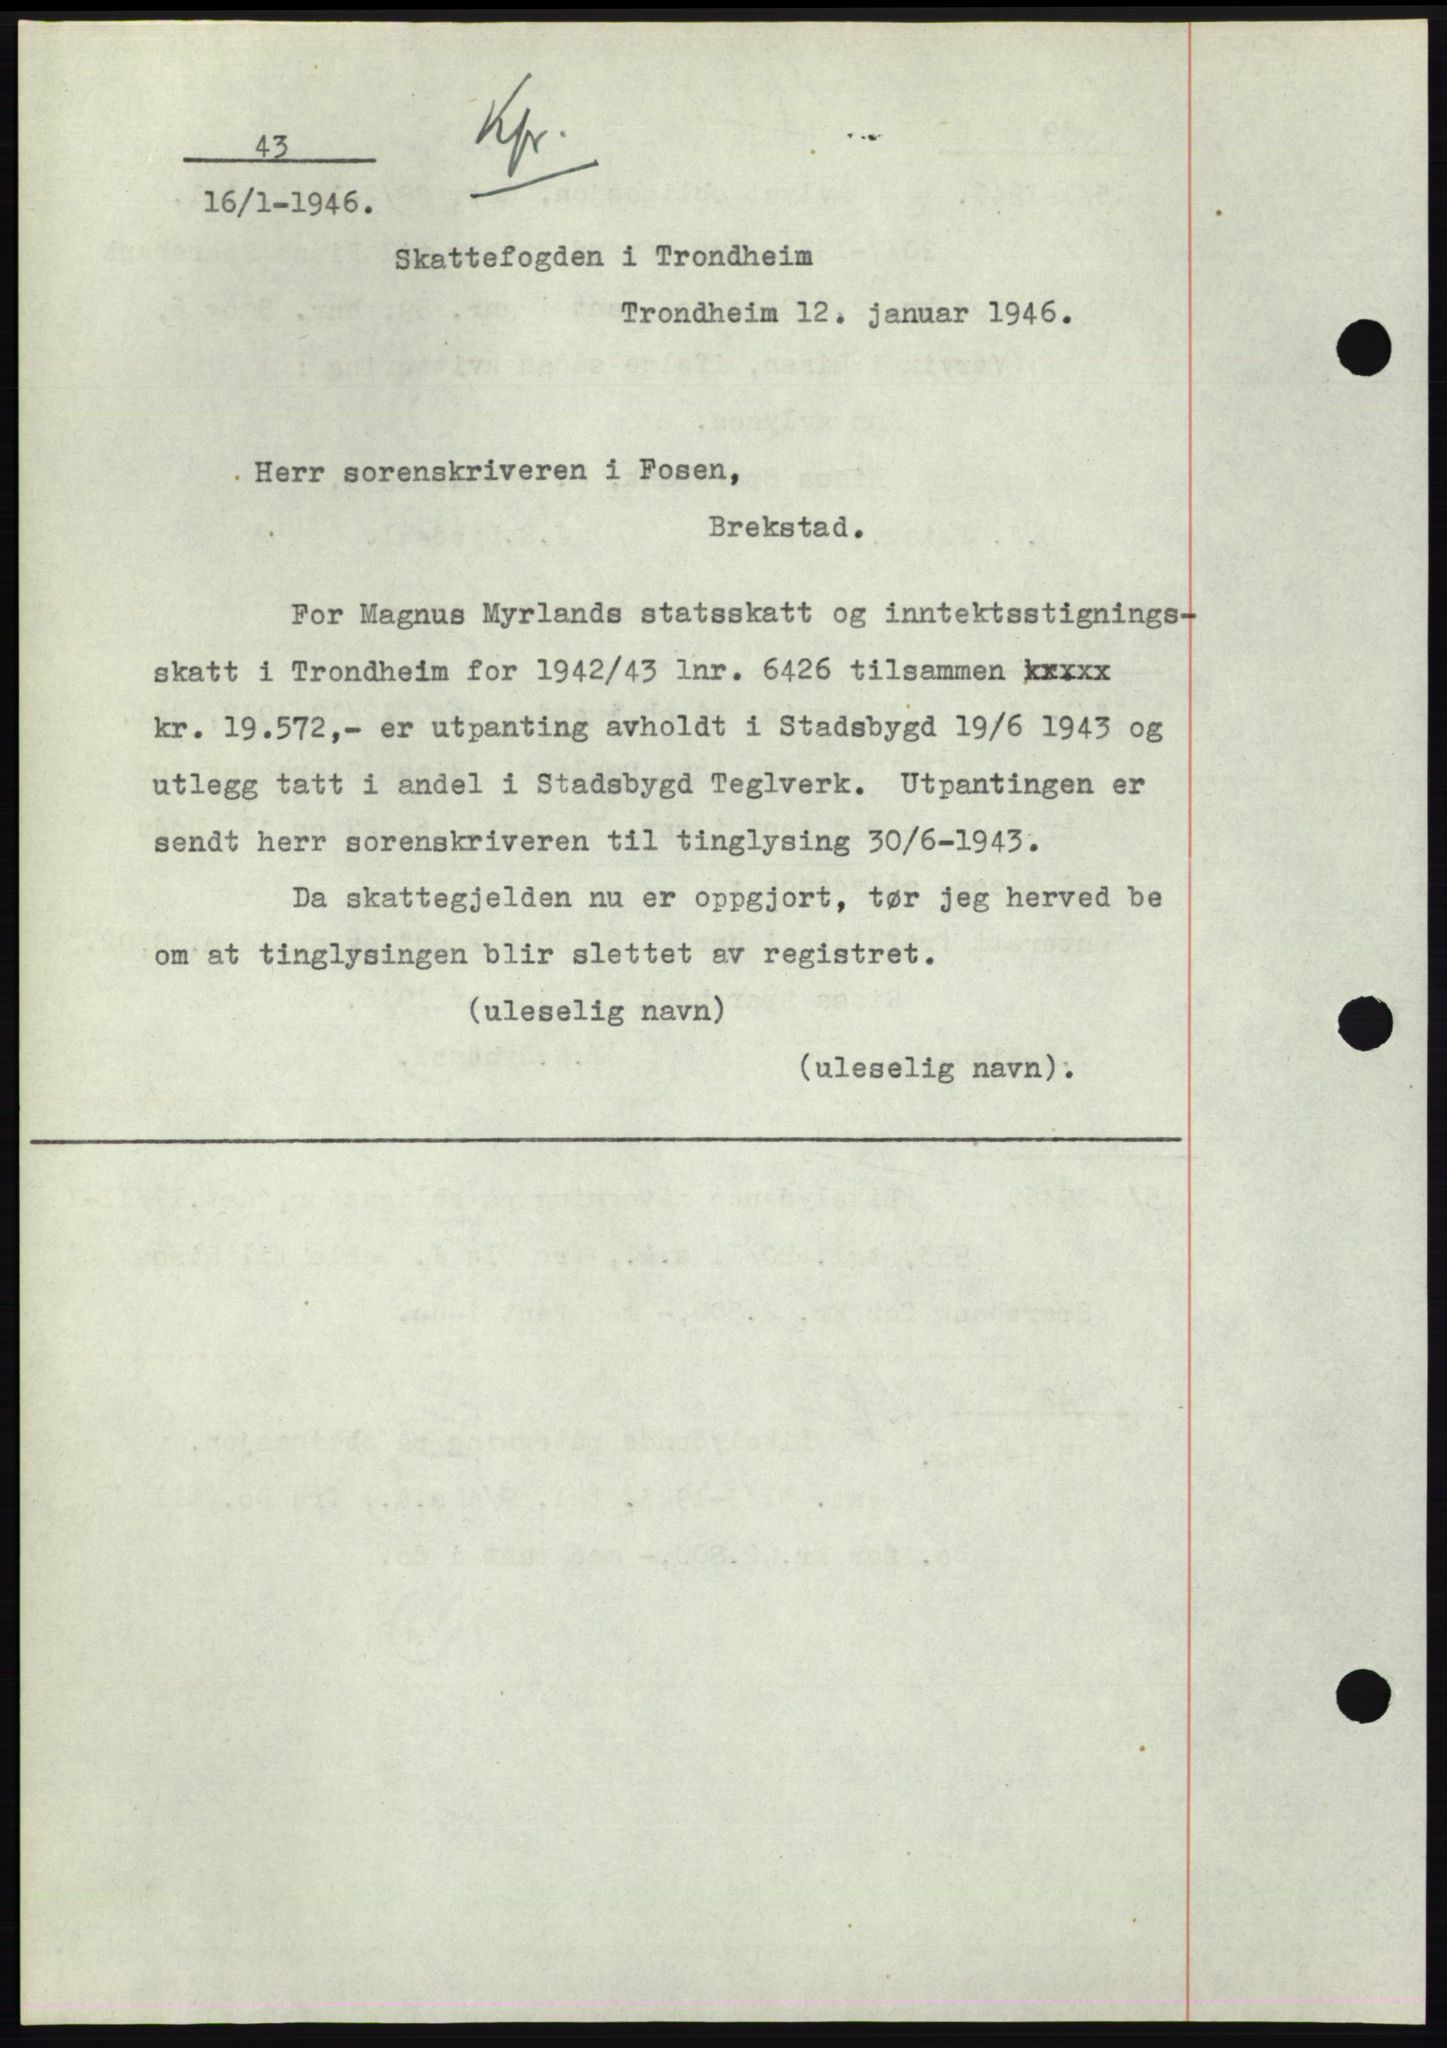 43
Kpr.
16/1-1946.
Skattefogden i Trondheim
Trondheim 12. januar 1946.
Herr sorenskriveren i Fosen,
Brekstad.
For Magnus Myrlands statsskatt og inntektsstignings-
skatt i Trondheim for 1942/43 lnr. 6426 tilsammen xxxxx
kr. 19.572,- er utpanting avholdt i Stadsbygd 19/6 1943 og
utlegg tatt i andel i Stadsbygd Teglverk. Utpantingen er
sendt herr sorenskriveren til tinglysing 30/6-1943.
Da skattegjelden nu er oppgjort, tør jeg herved be
om at tinglysingen blir slettet av registret.
(uleselig navn)
(uleselig navn).